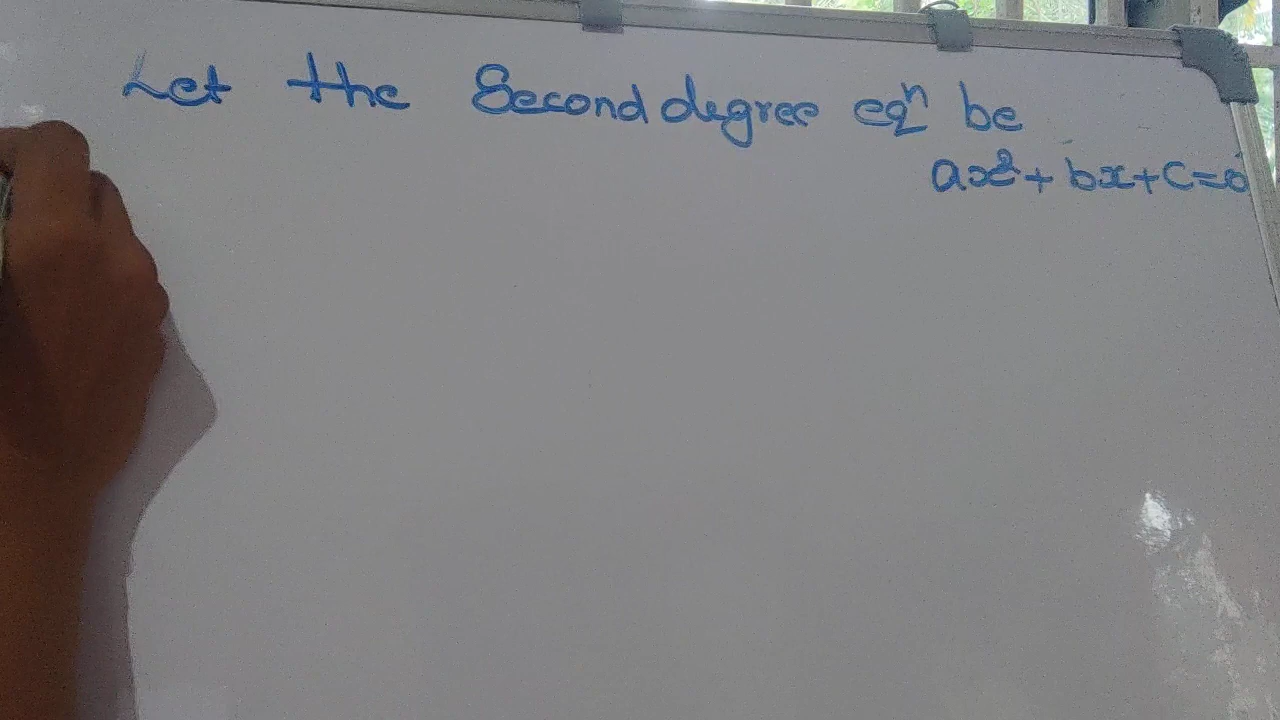 Let the Second degree eqⁿ be
ax²+ bx+c=0